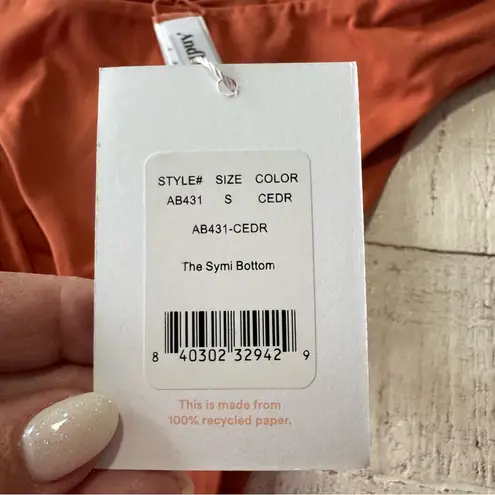 STYLE# SIZE COLOR
AB431 S CEDR
AB431-CEDR
The Symi Bottom
8 40302 32942 9
This is made from
100% recycled paper.